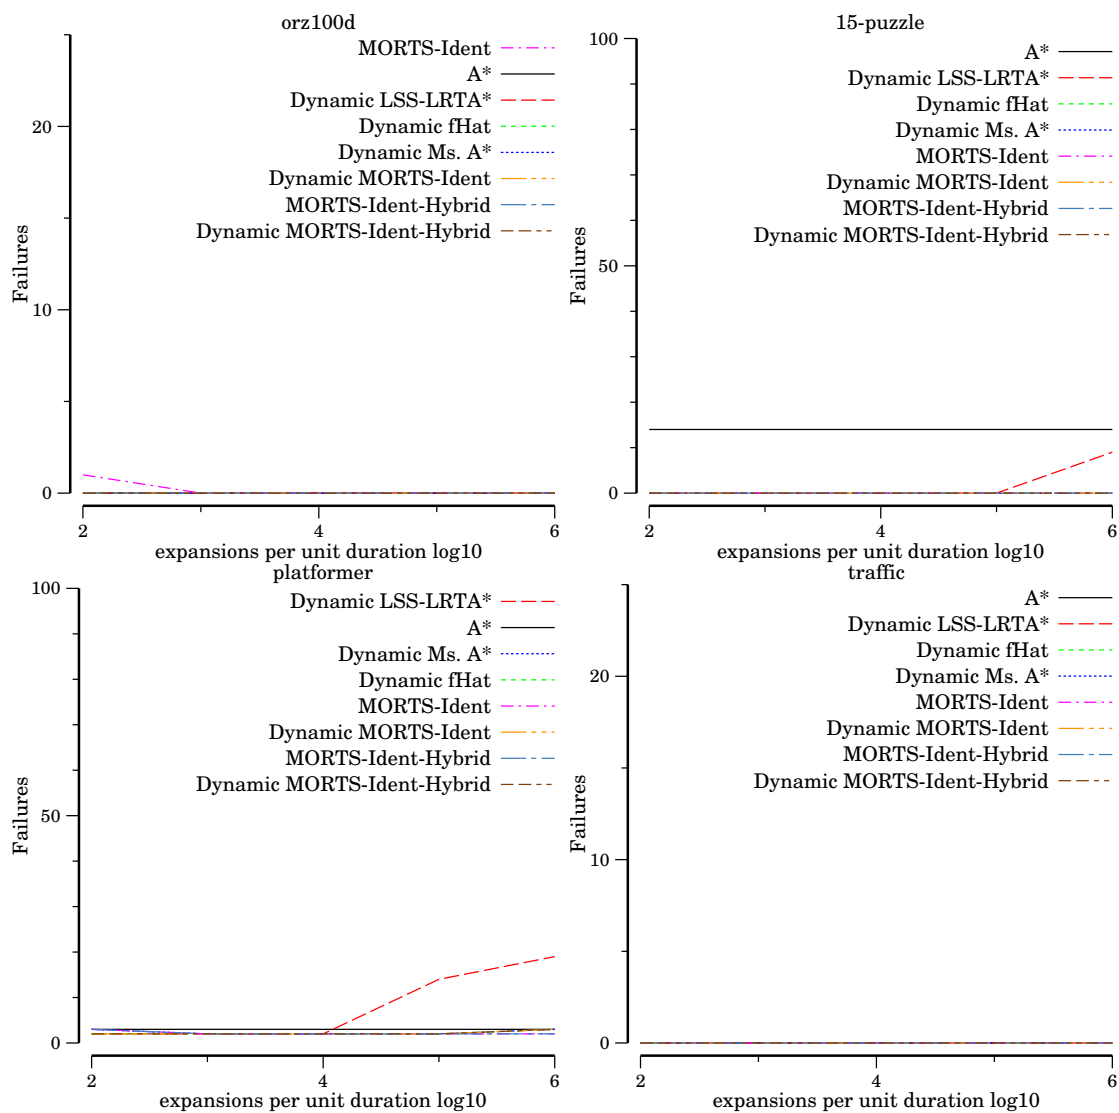 orz100d
MORTS-Ident
A*
Dynamic LSS-LRTA*
Dynamic fHat
Dynamic Ms. A*
Dynamic MORTS-Ident
MORTS-Ident-Hybrid
Dynamic MORTS-Ident-Hybrid
Failures
20
10
0
2
4
6
expansions per unit duration log10
15-puzzle
A*
Dynamic LSS-LRTA*
Dynamic fHat
Dynamic Ms. A*
MORTS-Ident
Dynamic MORTS-Ident
MORTS-Ident-Hybrid
Dynamic MORTS-Ident-Hybrid
Failures
100
50
0
2
4
6
expansions per unit duration log10
platformer
Dynamic LSS-LRTA*
A*
Dynamic Ms. A*
Dynamic fHat
MORTS-Ident
Dynamic MORTS-Ident
MORTS-Ident-Hybrid
Dynamic MORTS-Ident-Hybrid
Failures
100
50
0
2
4
6
expansions per unit duration log10
traffic
A*
Dynamic LSS-LRTA*
Dynamic fHat
Dynamic Ms. A*
MORTS-Ident
Dynamic MORTS-Ident
MORTS-Ident-Hybrid
Dynamic MORTS-Ident-Hybrid
Failures
20
10
0
2
4
6
expansions per unit duration log10